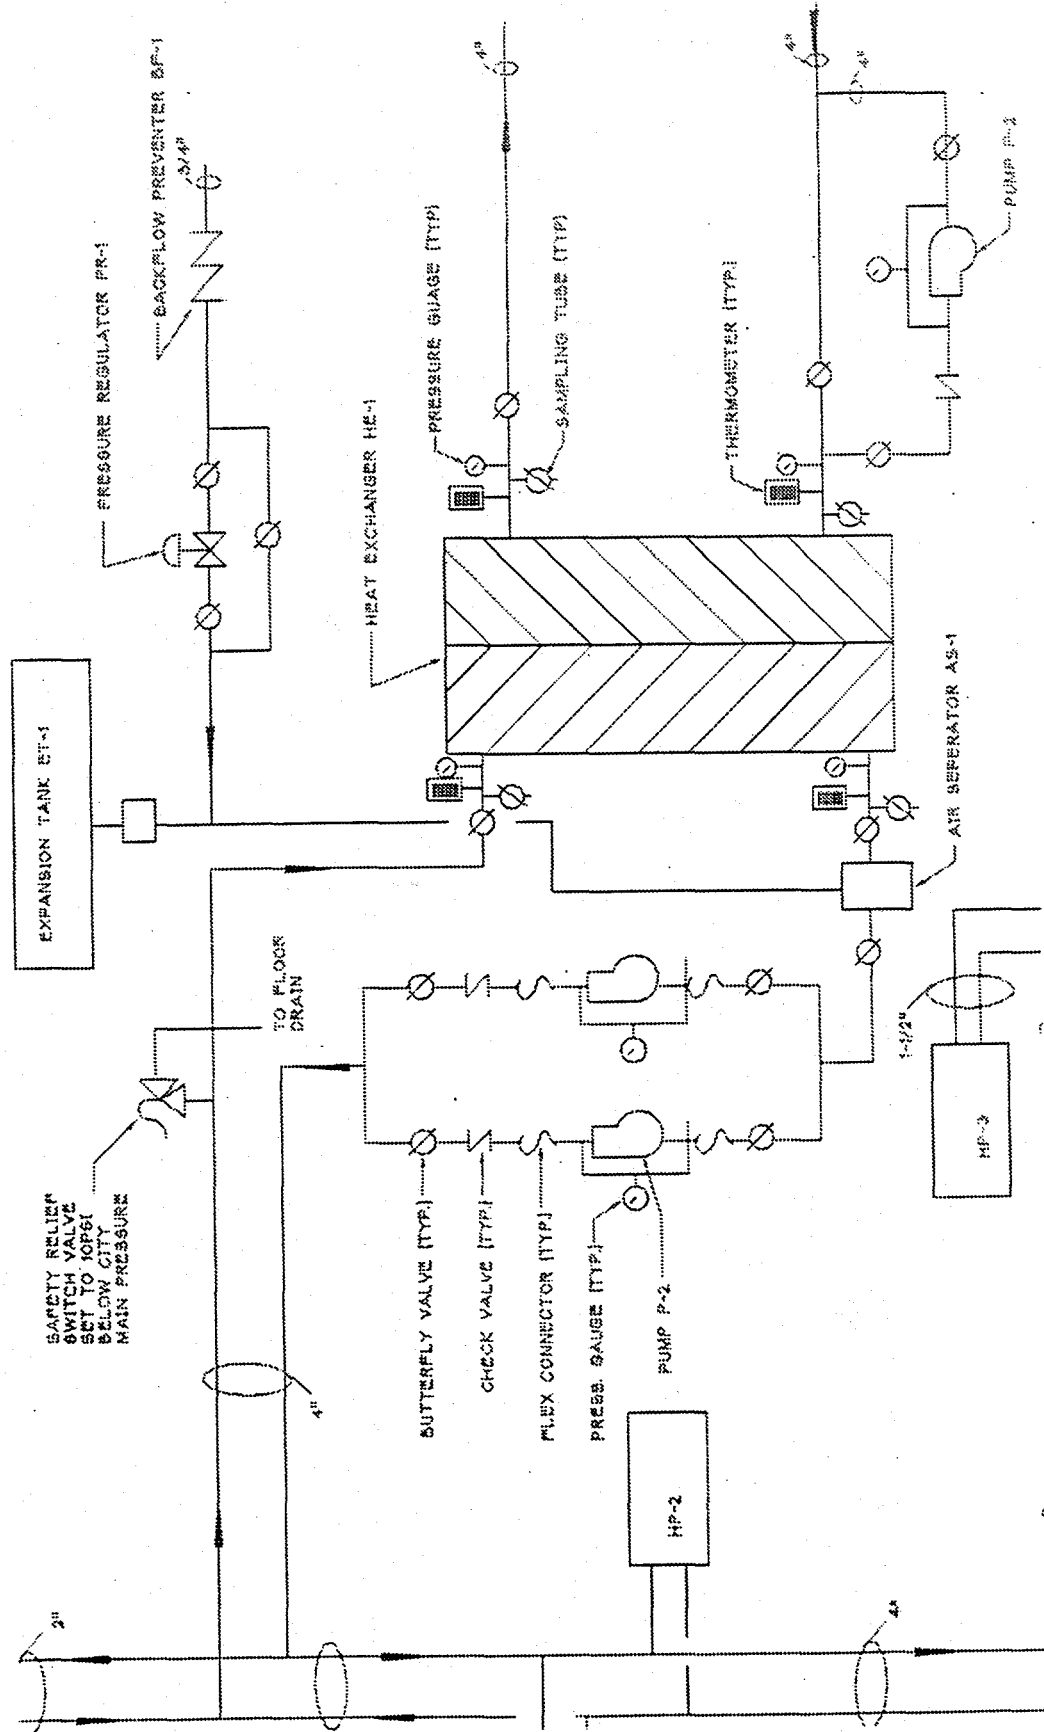 BACKFLOW PREVENTER BF-1
3/4"
PRESSURE REGULATOR PR-1
EXPANSION TANK ET-1
4"
PRESSURE GUAGE (TYP)
SAMPLING TUBE (TYP)
HEAT EXCHANGER HE-1
4"
4"
THERMOMETER (TYP.)
AIR SEPERATOR AS-1
SAFETY RELIEF
SWITCH VALVE
SET TO 10PSI
BELOW CITY
MAIN PRESSURE
TO FLOOR
DRAIN
4"
BUTTERFLY VALVE (TYP.)
CHECK VALVE (TYP.)
FLEX CONNECTOR (TYP.)
PRESS. GAUGE (TYP.)
PUMP P-2
1-1/2"
HP-3
HP-2
2"